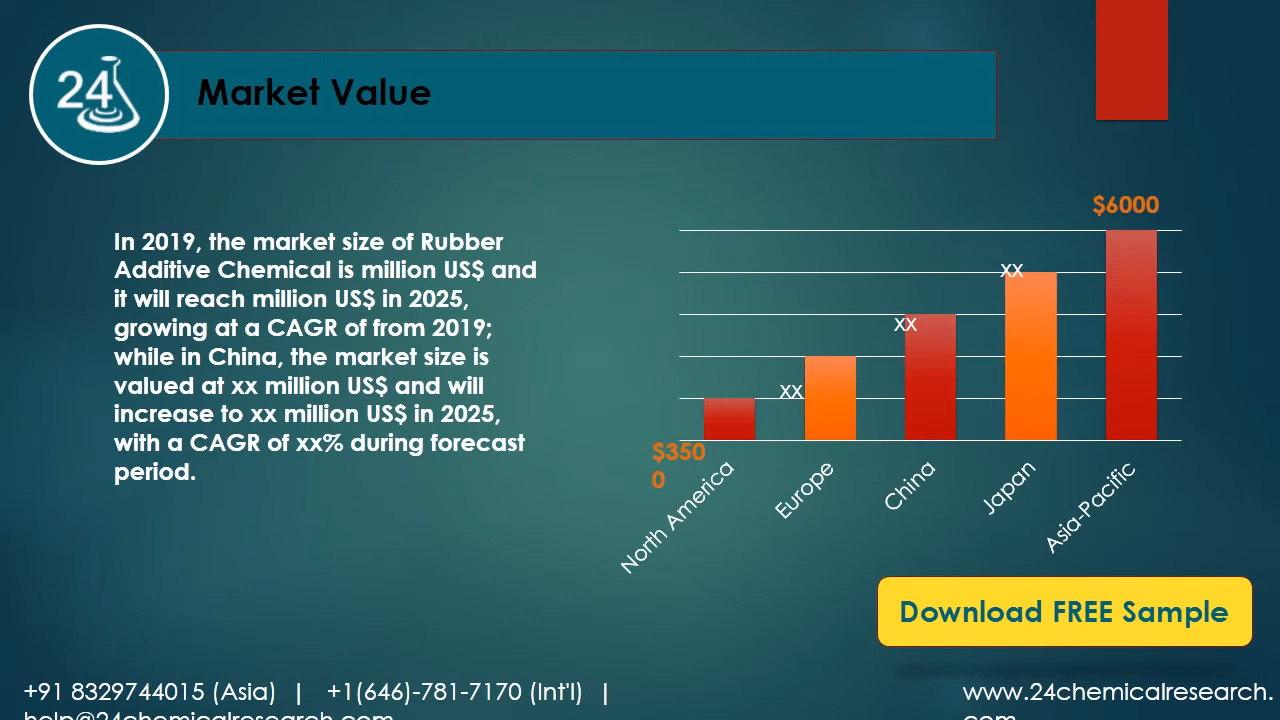 24
Market Value
In 2019, the market size of Rubber
Additive Chemical is million US$ and
it will reach million US$ in 2025,
growing at a CAGR of from 2019;
while in China, the market size is
valued at xx million US$ and will
increase to xx million US$ in 2025,
with a CAGR of xx% during forecast
period.
$6000
XX
XX
XX
$350
0
North America
Europe
China
Japan
Asia-Pacific
Download FREE Sample
+91 8329744015 (Asia) | +1(646)-781-7170 (Int'l) |
help@24chemicalresearch.com
www.24chemicalresearch.
com